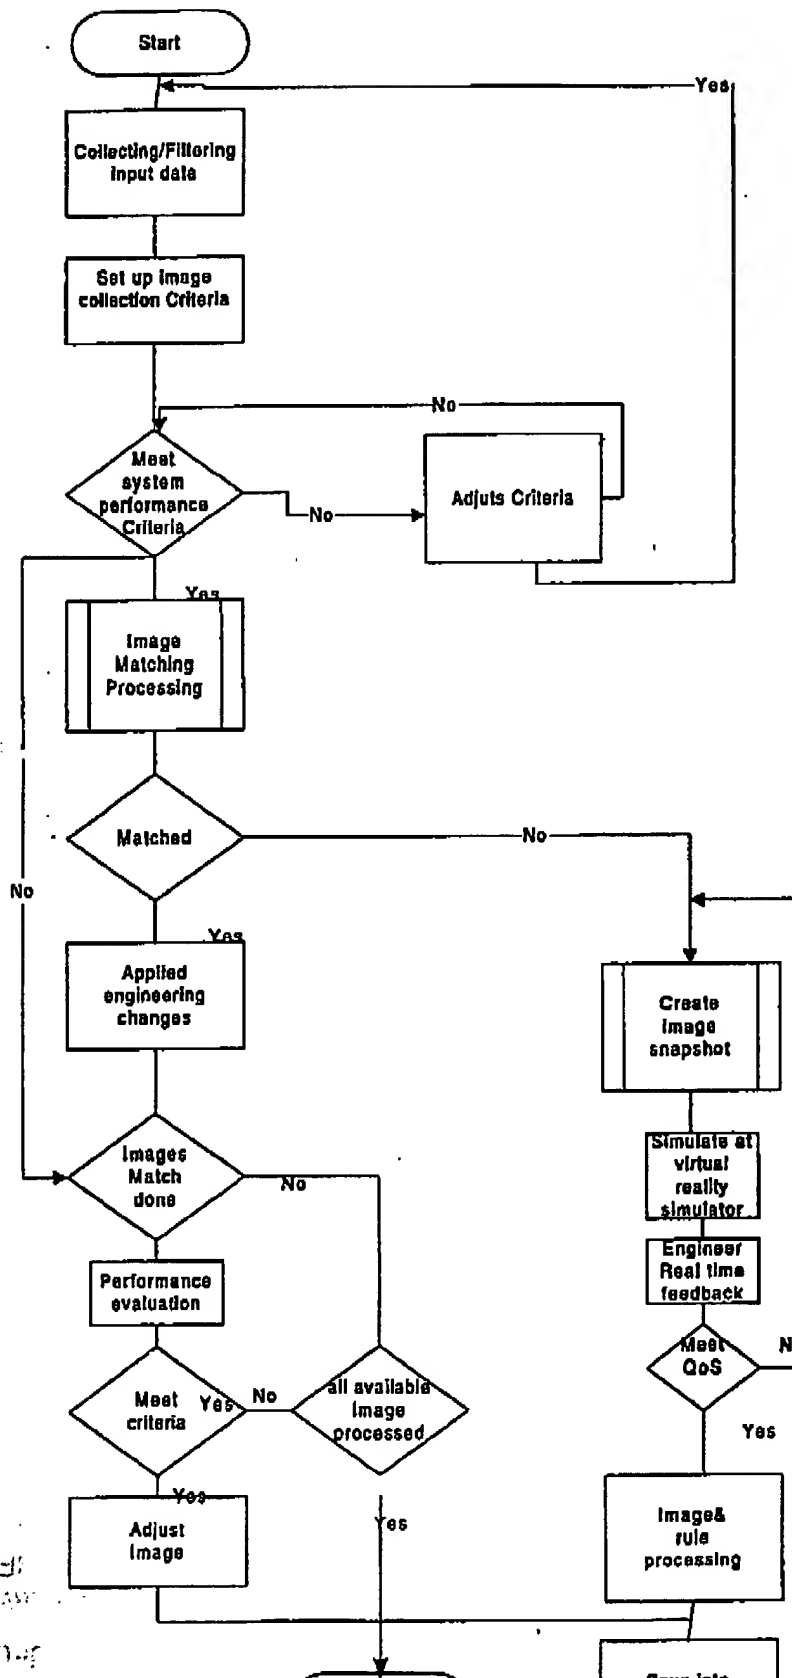 Start
Yes
Collecting/Filtering
Input data
Set up Image
collection Criteria
No
Meet
system
performance
Criteria
No
Adjuts Criteria
Yes
Image
Matching
Processing
Matched
No
No
Yes
Applied
engineering
changes
Create
Image
snapshot
Images
Match
done
No
Simulate at
virtual
reality
simulator
Performance
evaluation
Engineer
Real time
feedback
Meet
QoS
Meet
criteria
Yes
No
all available
Image
processed
Yes
Yes
Adjust
Image
Yes
Image&
rule
processing